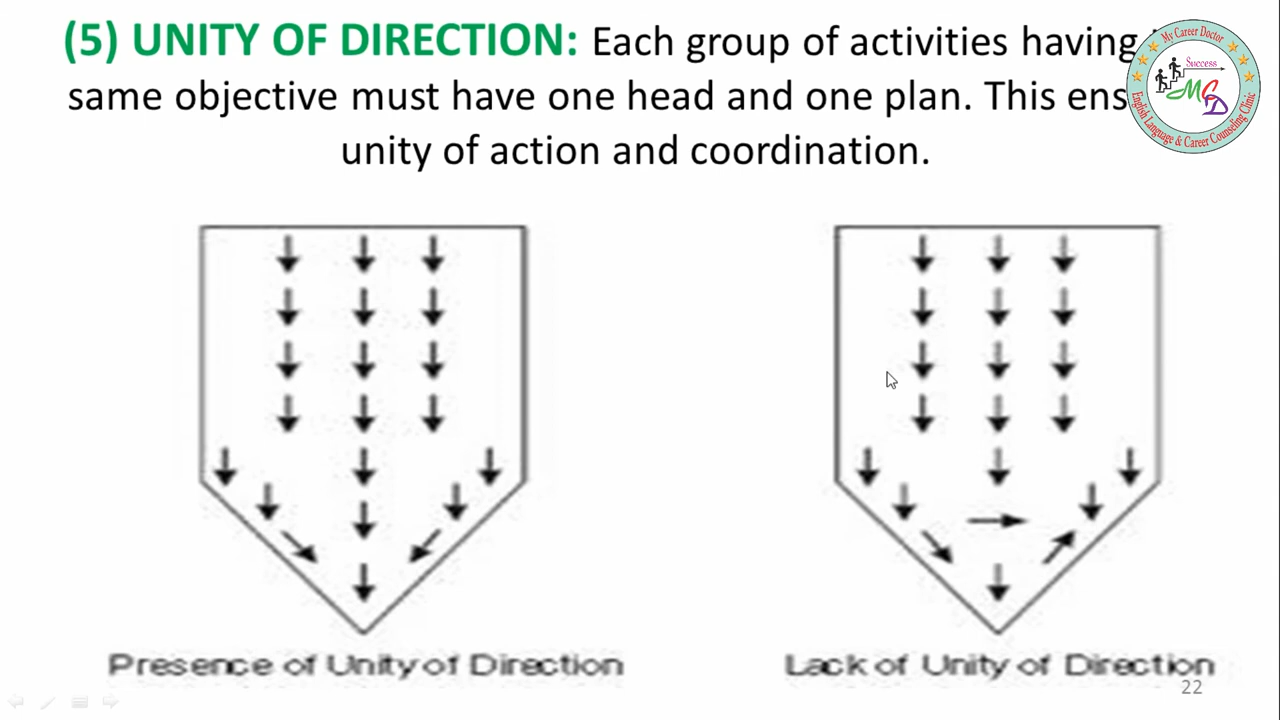 (5) UNITY OF DIRECTION: Each group of activities having
same objective must have one head and one plan. This ens
unity of action and coordination.
My Career Doctor
Success
MCD
English Language & Career Counseling Clinic
Presence of Unity of Direction
Lack of Unity of Direction
22